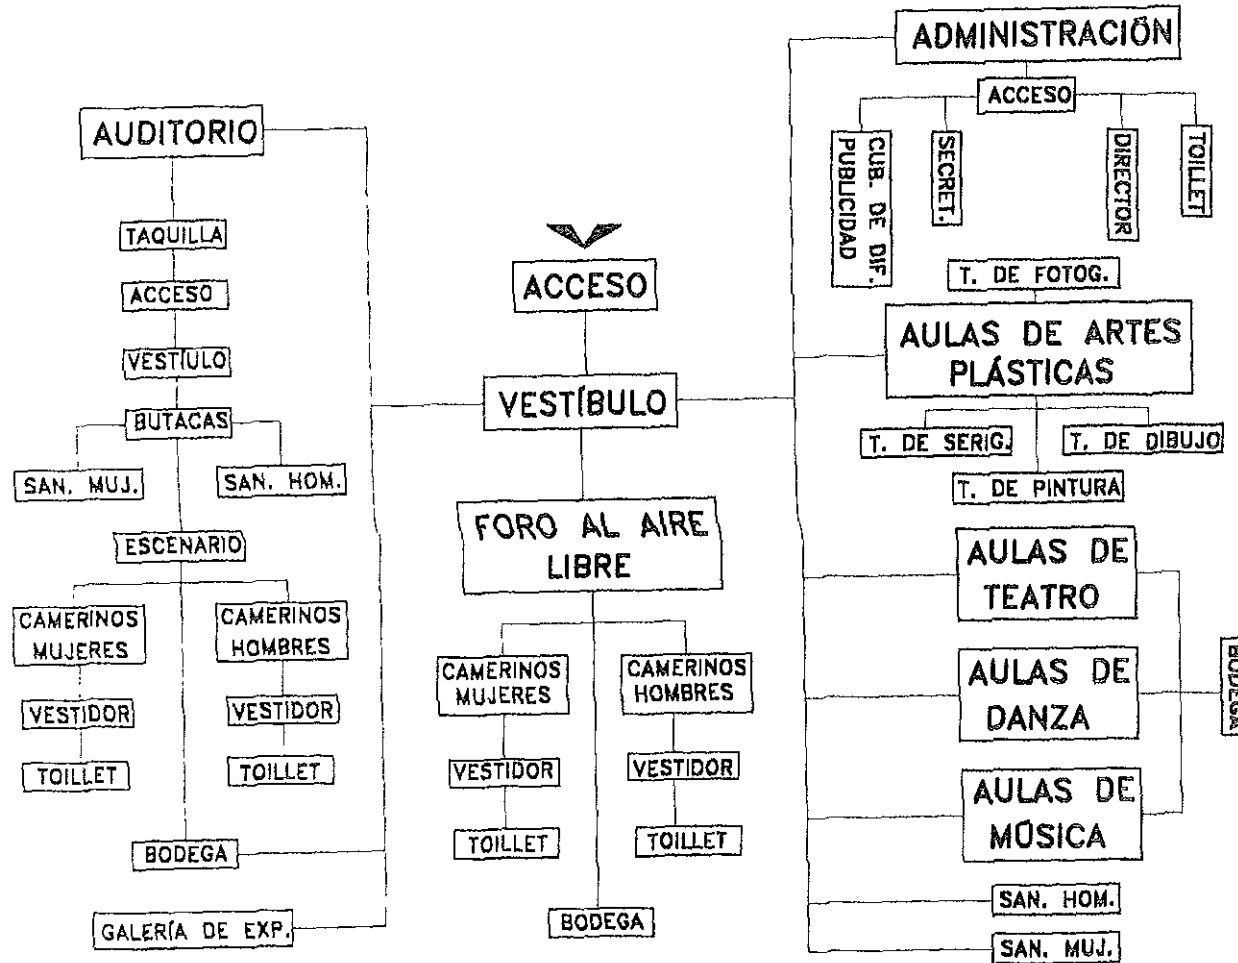 AUDITORIO
TAQUILLA
ACCESO
VESTÍULO
BUTACAS
SAN. MUJ.
SAN. HOM.
ESCENARIO
CAMERINOS
MUJERES
CAMERINOS
HOMBRES
VESTIDOR
VESTIDOR
TOILLET
TOILLET
BODEGA
GALERÍA DE EXP.
ACCESO
VESTÍBULO
FORO AL AIRE
LIBRE
CAMERINOS
MUJERES
CAMERINOS
HOMBRES
VESTIDOR
VESTIDOR
TOILLET
TOILLET
BODEGA
ADMINISTRACIÓN
ACCESO
CUB. DE DIF.
PUBLICIDAD
SECRET.
DIRECTOR
TOILLET
T. DE FOTOG.
AULAS DE ARTES
PLÁSTICAS
T. DE SERIG.
T. DE DIBUJO
T. DE PINTURA
AULAS DE
TEATRO
AULAS DE
DANZA
AULAS DE
MÚSICA
BODEGA
SAN. HOM.
SAN. MUJ.